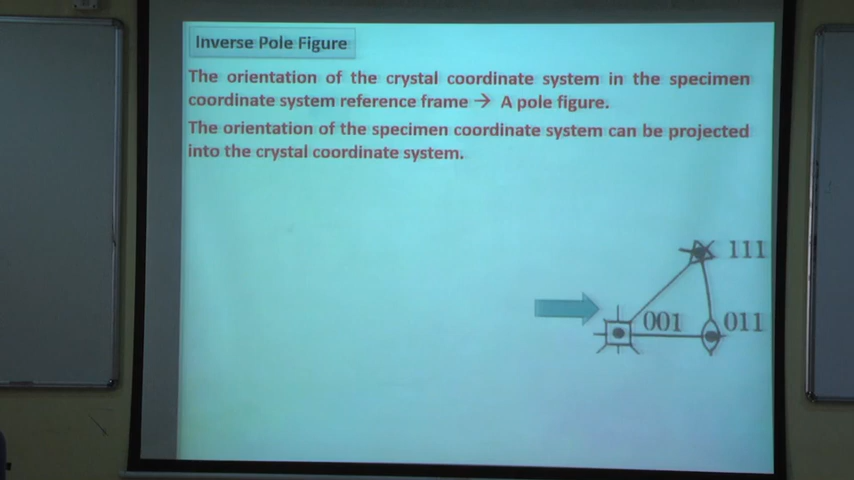 Inverse Pole Figure
The orientation of the crystal coordinate system in the specimen
coordinate system reference frame → A pole figure.
The orientation of the specimen coordinate system can be projected
into the crystal coordinate system.
111
001
011